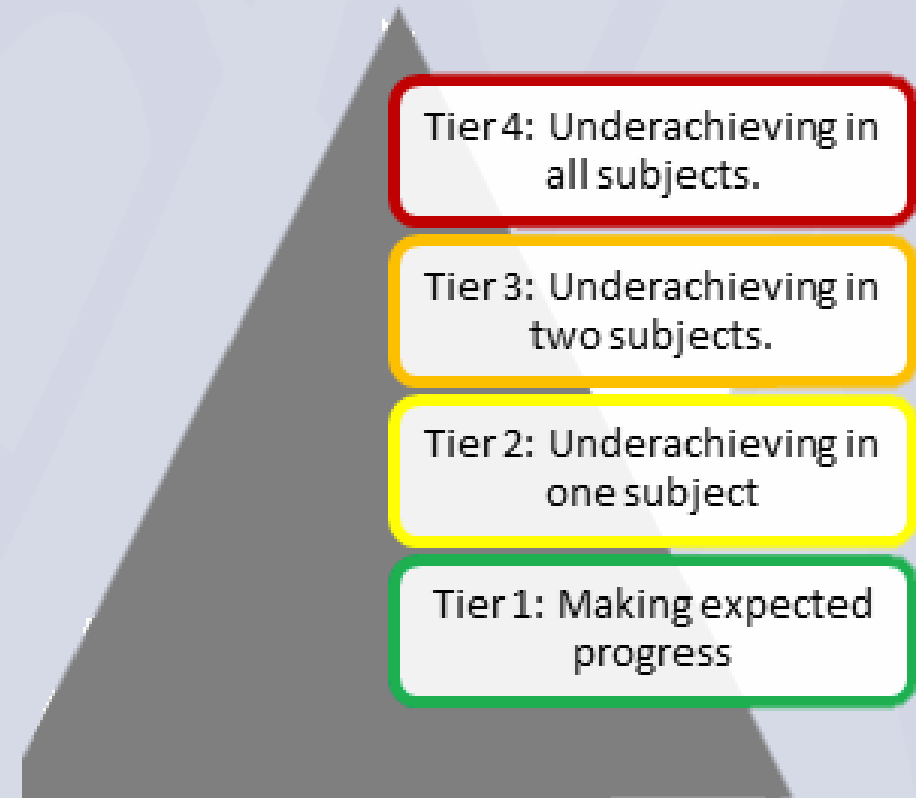 Tier 4: Underachieving in
all subjects.
Tier 3: Underachieving in
two subjects.
Tier 2: Underachieving in
one subject
Tier 1: Making expected
progress